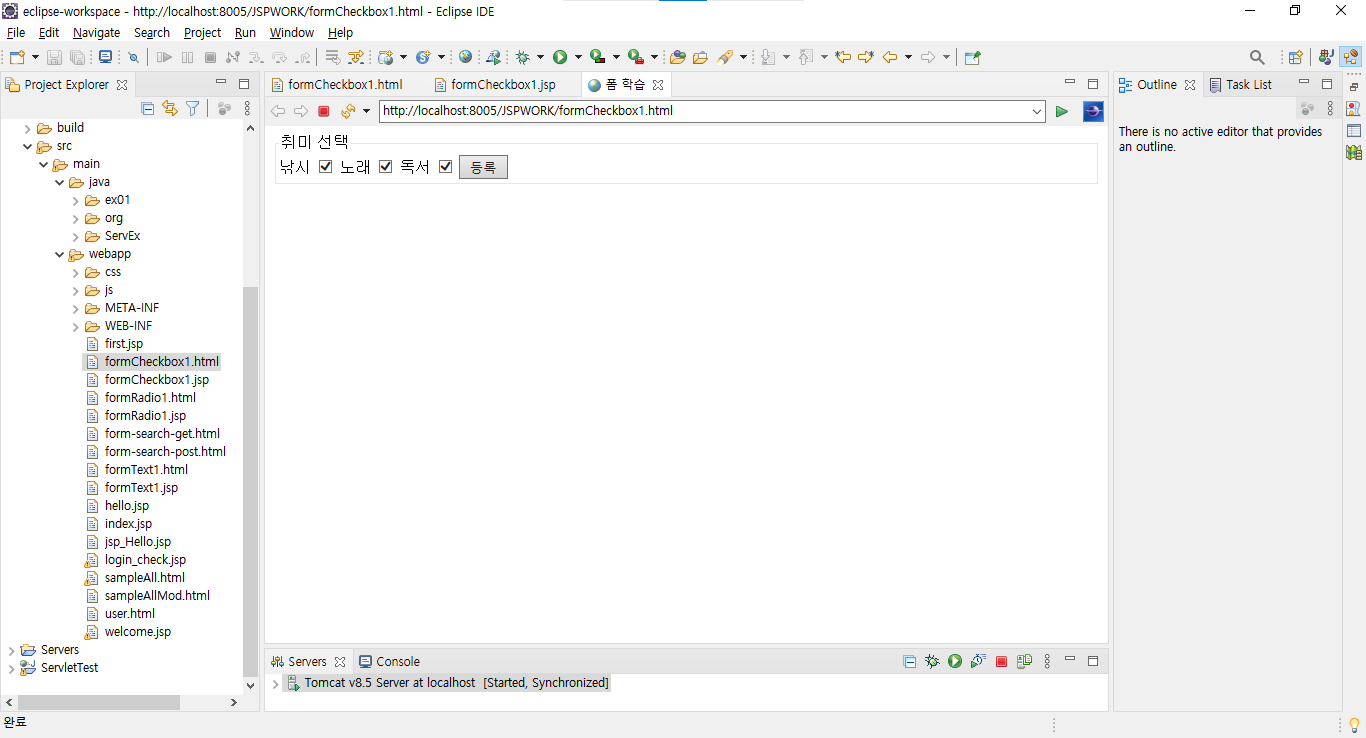 eclipse-workspace - http://localhost:8005/JSPWORK/formCheckbox1.html - Eclipse IDE
File Edit Navigate Search Project Run Window Help
Project Explorer
build
src
main
java
ex01
org
ServEx
webapp
css
js
META-INF
WEB-INF
first.jsp
formCheckbox1.html
formCheckbox1.jsp
formRadio1.html
formRadio1.jsp
form-search-get.html
form-search-post.html
formText1.html
formText1.jsp
hello.jsp
index.jsp
jsp_Hello.jsp
login_check.jsp
sampleAll.html
sampleAllMod.html
user.html
welcome.jsp
Servers
ServletTest
formCheckbox1.html formCheckbox1.jsp 폼 학습
http://localhost:8005/JSPWORK/formCheckbox1.html
취미 선택
낚시 노래 독서 등록
Servers Console
Tomcat v8.5 Server at localhost [Started, Synchronized]
Outline Task List
There is no active editor that provides
an outline.
완료